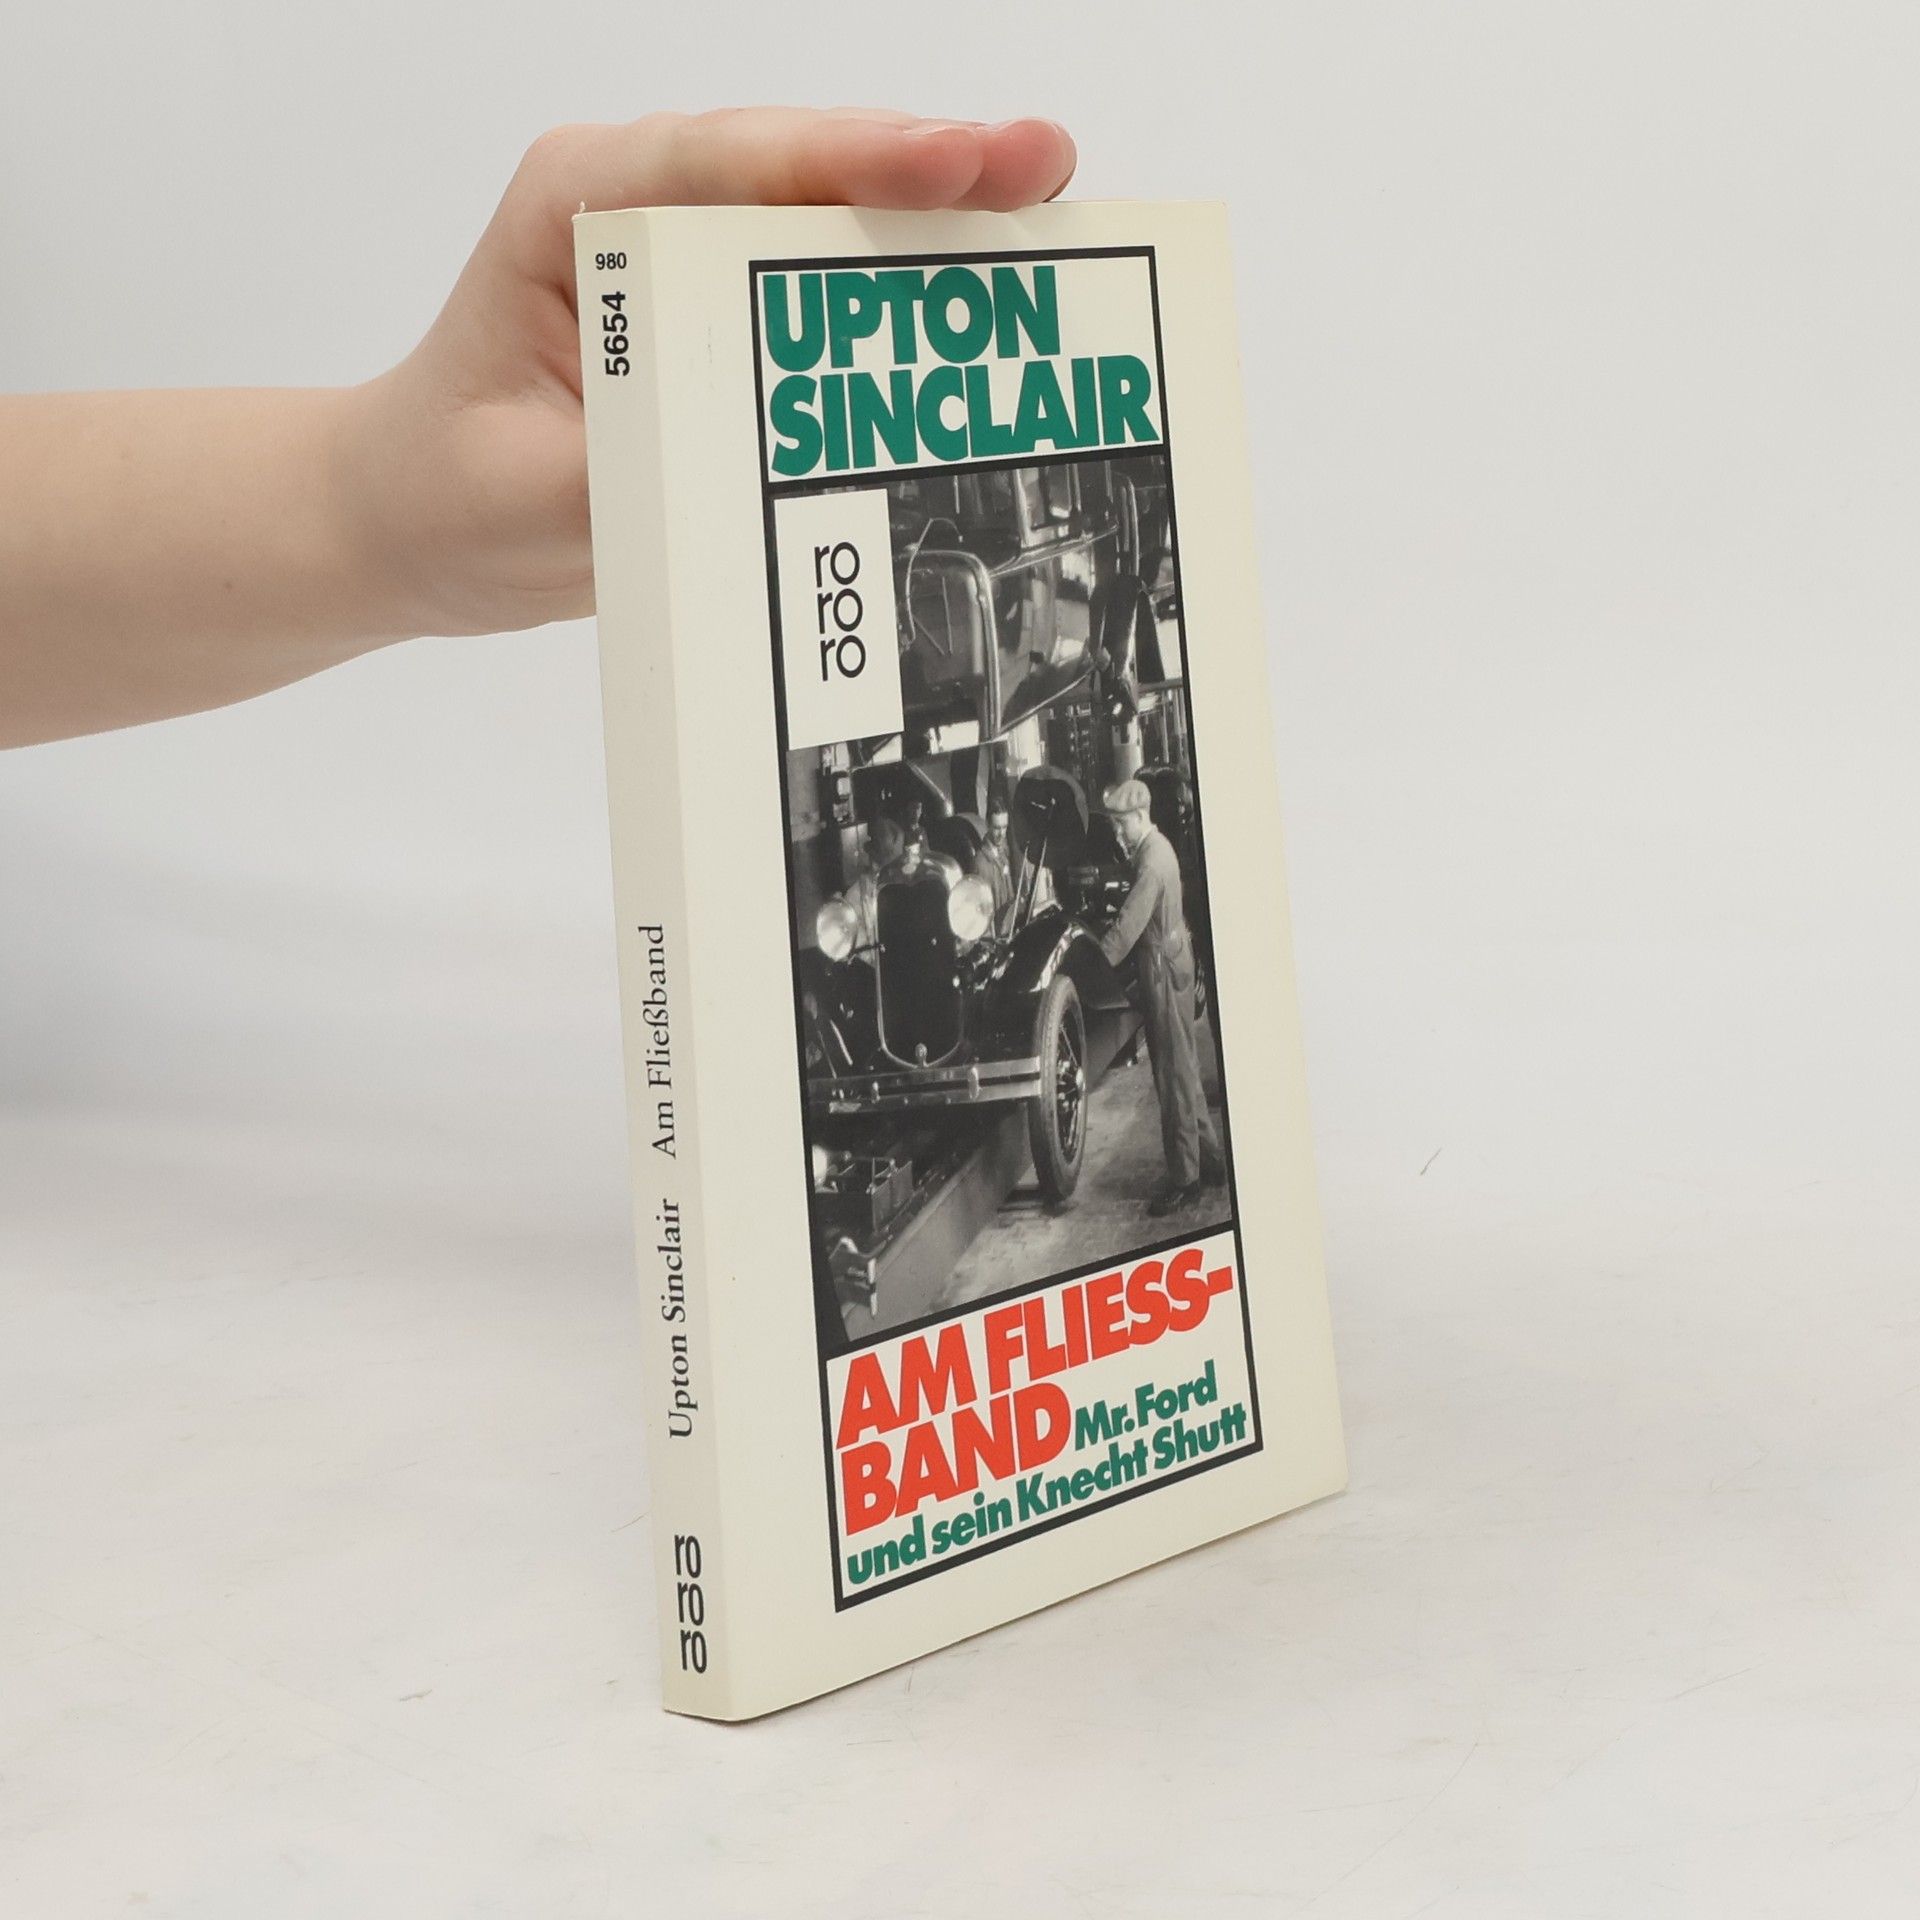 980
5654
Upton Sinclair Am Fließband
ro
ro
ro
UPTON
SINCLAIR
ro
ro
ro
AM FLIESS-
BAND Mr. Ford
und sein Knecht Shutt